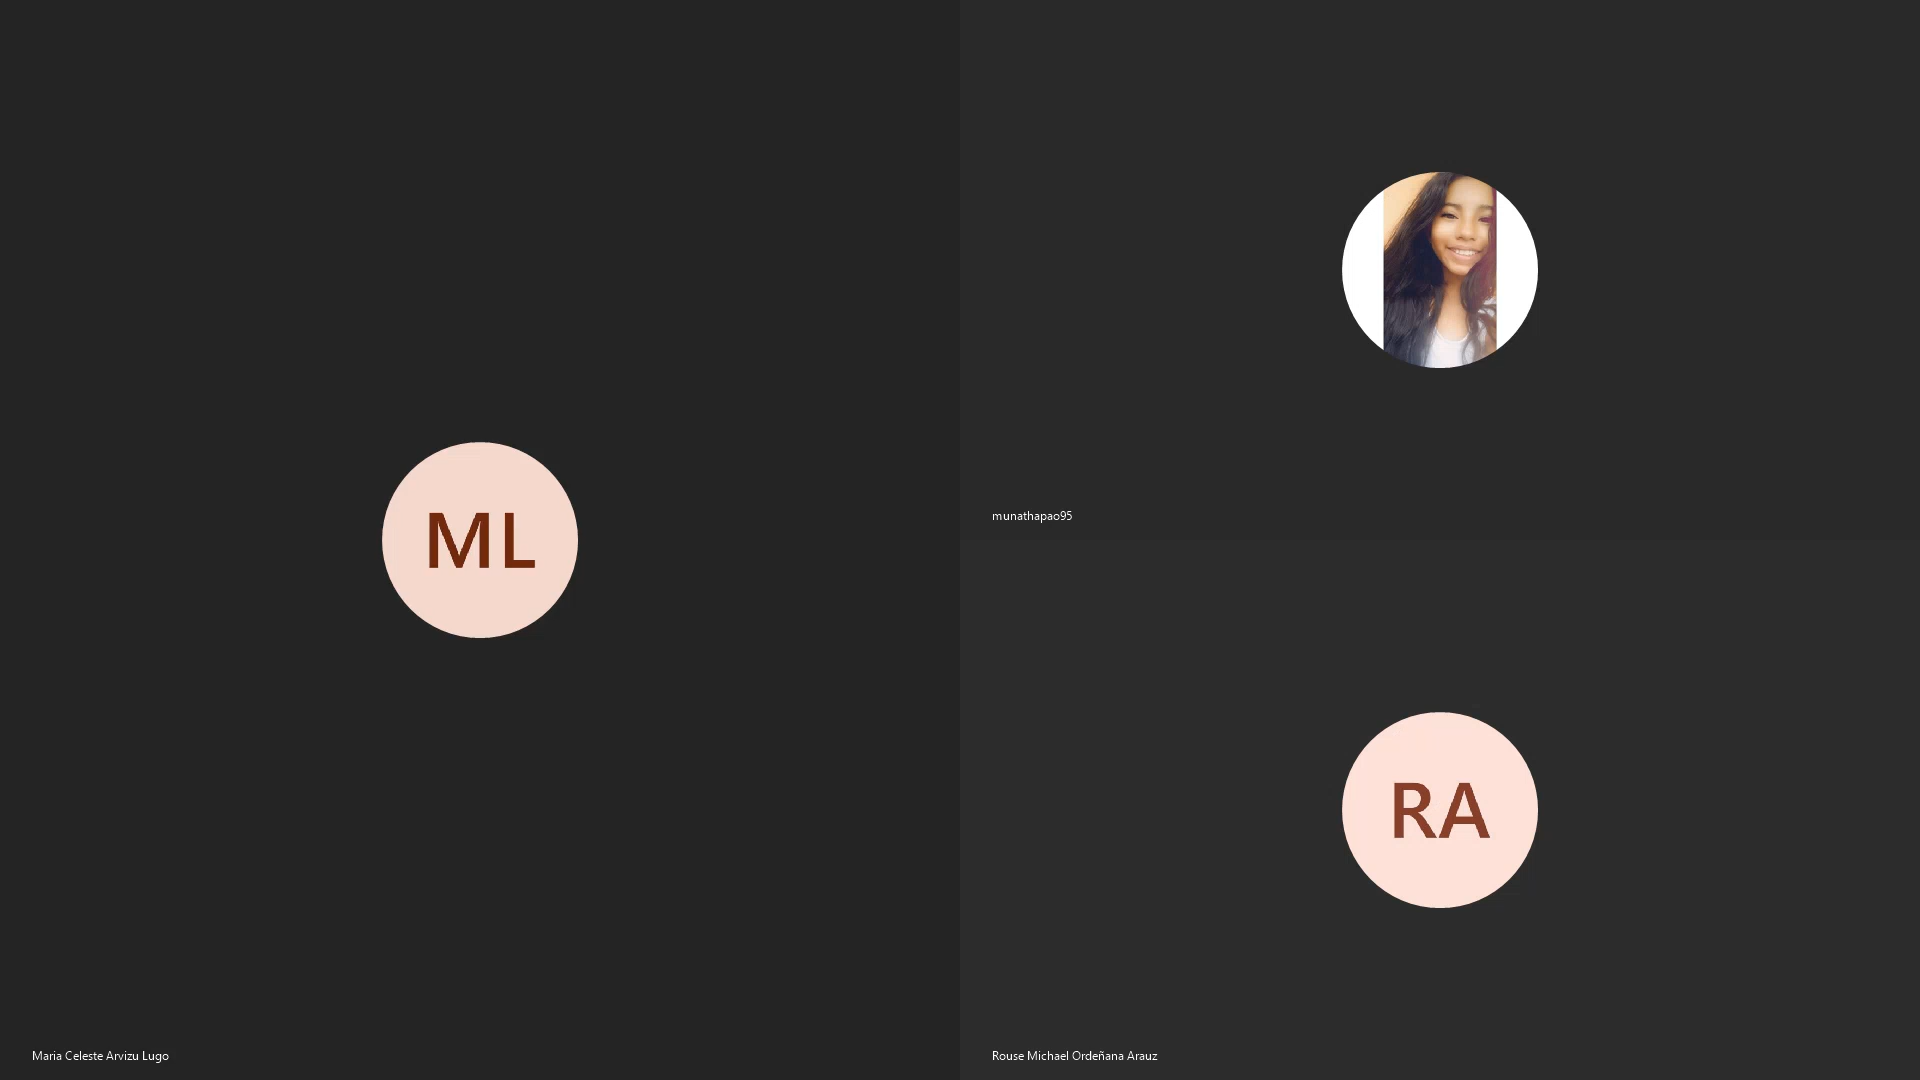 ML
Maria Celeste Arvizu Lugo
munathapao95
RA
Rouse Michael Ordeñana Arauz